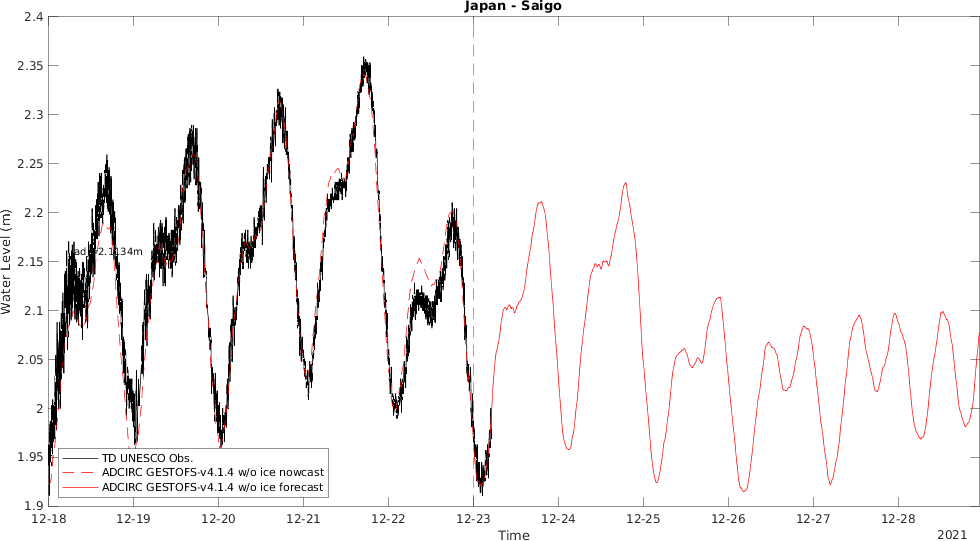 Japan - Saigo
2.4
2.35
2.3
2.25
2.2
2.15
2.1
2.05
2
1.95
1.9
Water Level (m)
2.1134m
TD UNESCO Obs.
ADCIRC GESTOFS-v4.1.4 w/o ice nowcast
ADCIRC GESTOFS-v4.1.4 w/o ice forecast
12-18 12-19 12-20 12-21 12-22 12-23 12-24 12-25 12-26 12-27 12-28
Time
2021